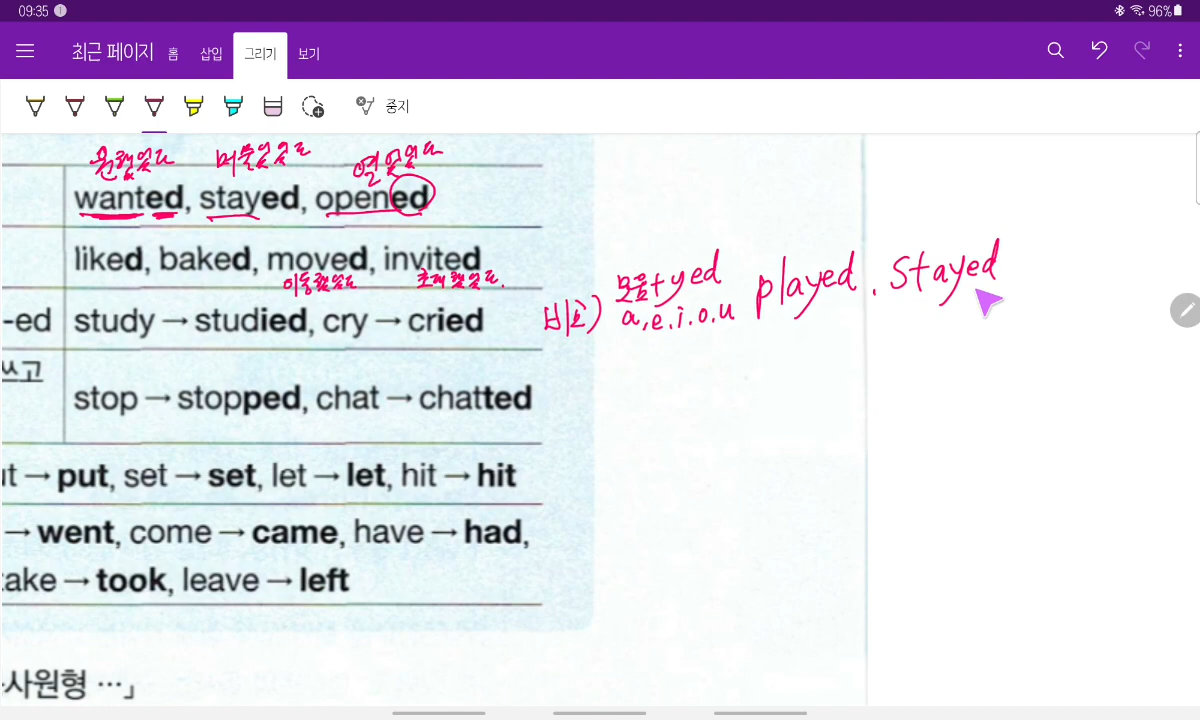 09:35
96%
최근 페이지 홈 삽입 그리기 보기
중지
원했었다 머물었었다 열었었다
wanted, stayed, opened
liked, baked, moved, invited
이동했었다 초대했었다.
모음+yed played. Stayed
비교) a, e. i. o. u
-ed study → studied, cry → cried
쓰고
stop → stopped, chat → chatted
t → put, set → set, let → let, hit → hit
→ went, come → came, have → had,
ake → took, leave → left
사원형 …」